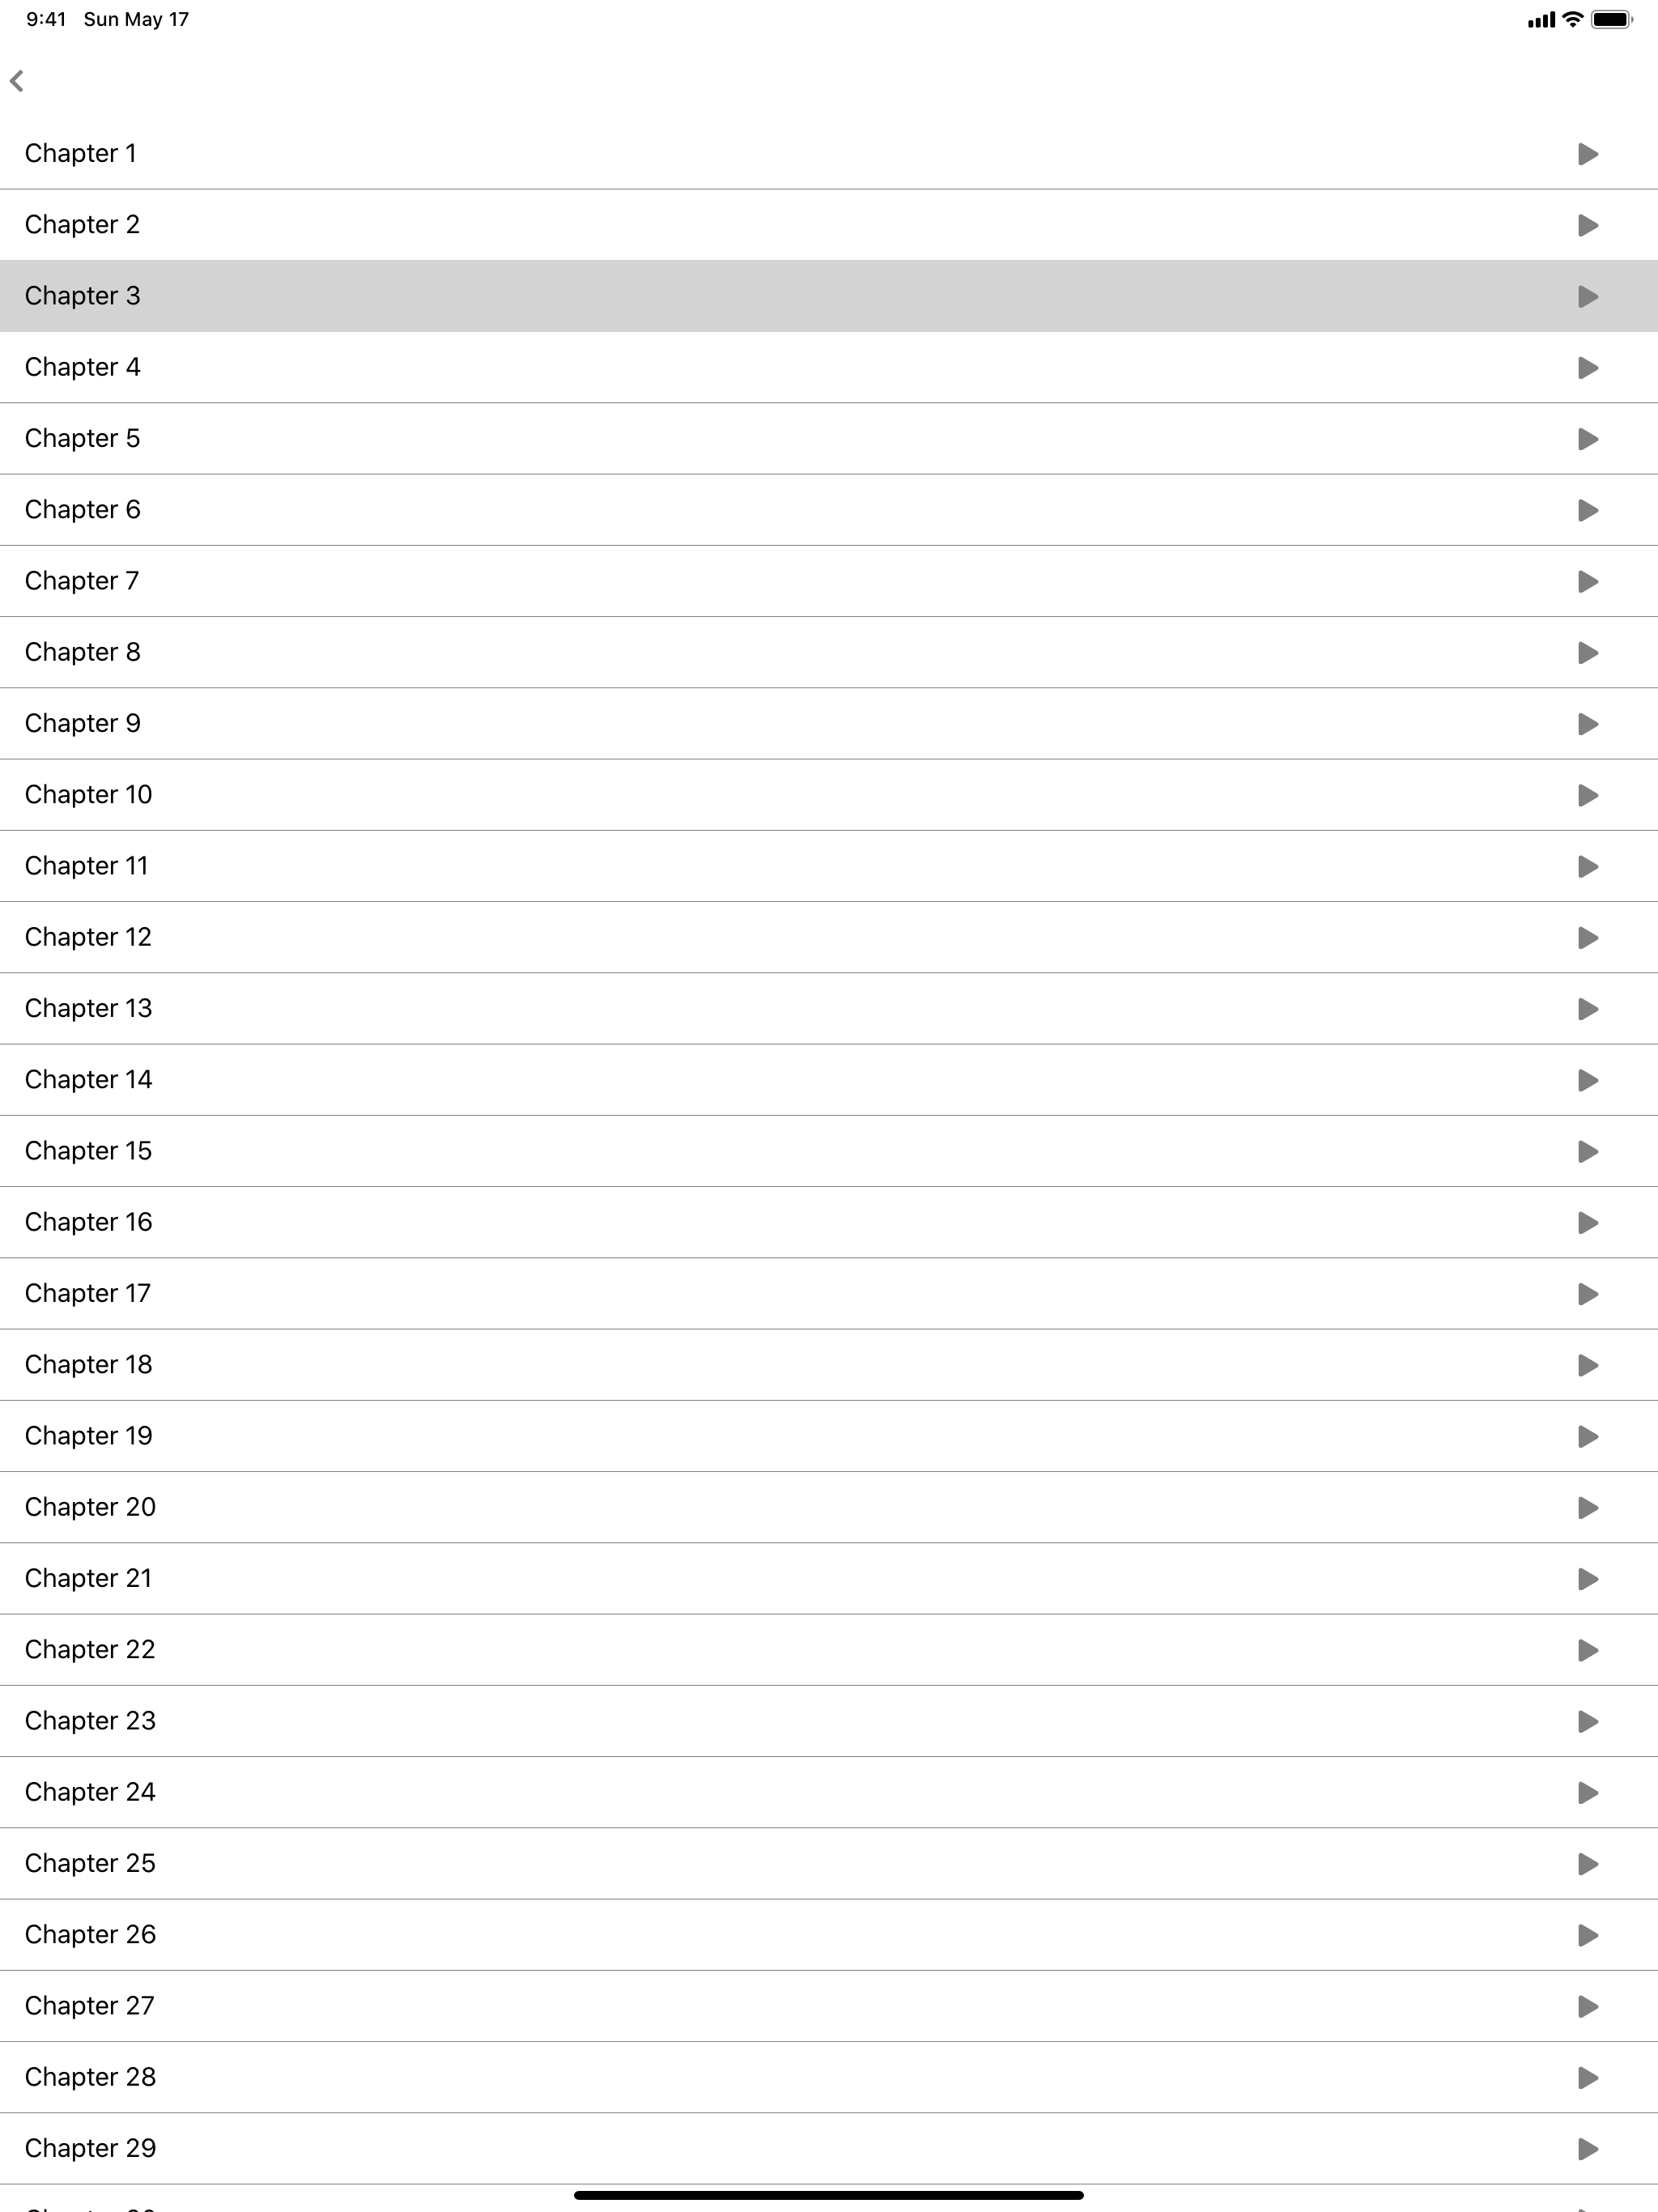 9:41 Sun May 17
Chapter 1
Chapter 2
Chapter 3
Chapter 4
Chapter 5
Chapter 6
Chapter 7
Chapter 8
Chapter 9
Chapter 10
Chapter 11
Chapter 12
Chapter 13
Chapter 14
Chapter 15
Chapter 16
Chapter 17
Chapter 18
Chapter 19
Chapter 20
Chapter 21
Chapter 22
Chapter 23
Chapter 24
Chapter 25
Chapter 26
Chapter 27
Chapter 28
Chapter 29